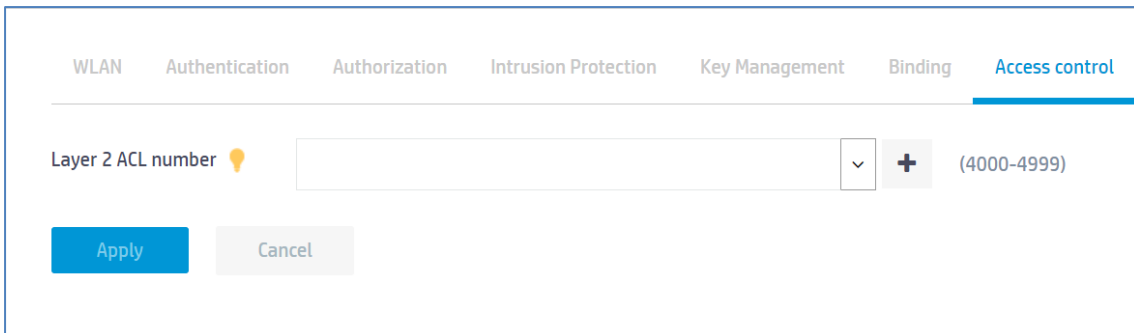 WLAN Authentication Authorization Intrusion Protection Key Management Binding Access control
Layer 2 ACL number (4000-4999)
Apply Cancel